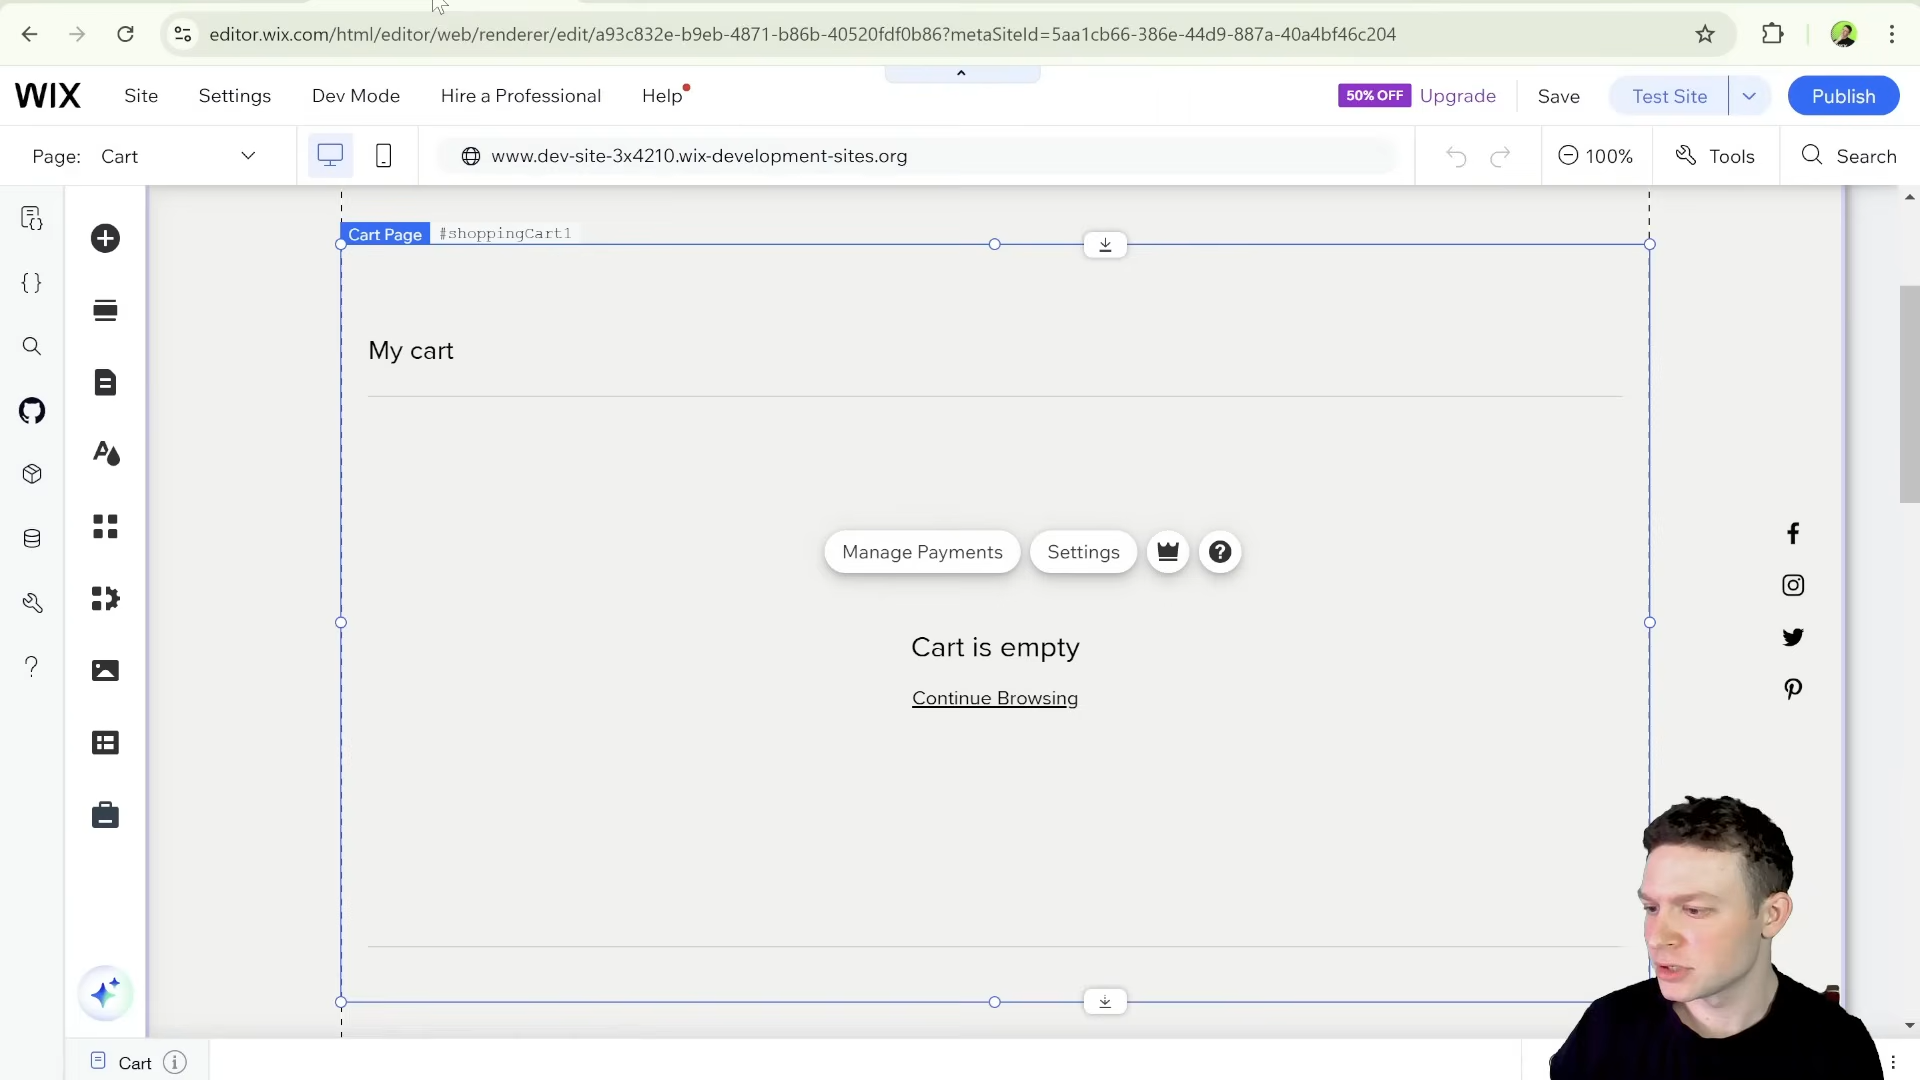 editor.wix.com/html/editor/web/renderer/edit/a93c832e-b9eb-4871-b86b-40520fdf0b86?metaSiteId=5aa1cb66-386e-44d9-887a-40a4bf46c204
WIX Site Settings Dev Mode Hire a Professional Help 50% OFF Upgrade Save Test Site Publish
Page: Cart www.dev-site-3x4210.wix-development-sites.org 100% Tools Search
Cart Page #shoppingCart1
My cart
Manage Payments Settings
Cart is empty
Continue Browsing
Cart